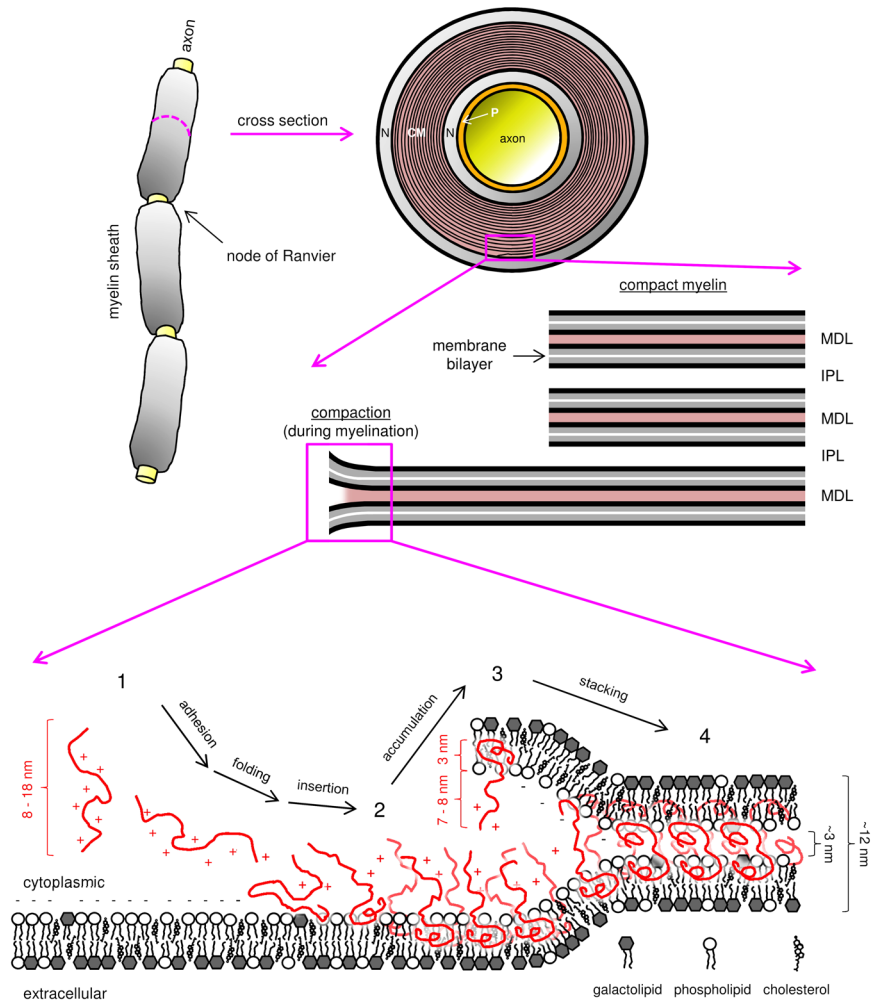 axon
cross section
N
CM
N
P
axon
myelin sheath
node of Ranvier
compact myelin
membrane
bilayer
MDL
IPL
MDL
IPL
MDL
compaction
(during myelination)
1
adhesion
folding
insertion
2
accumulation
3
stacking
4
8 - 18 nm
3 nm
7 - 8 nm
~3 nm
~12 nm
cytoplasmic
extracellular
galactolipid
phospholipid
cholesterol